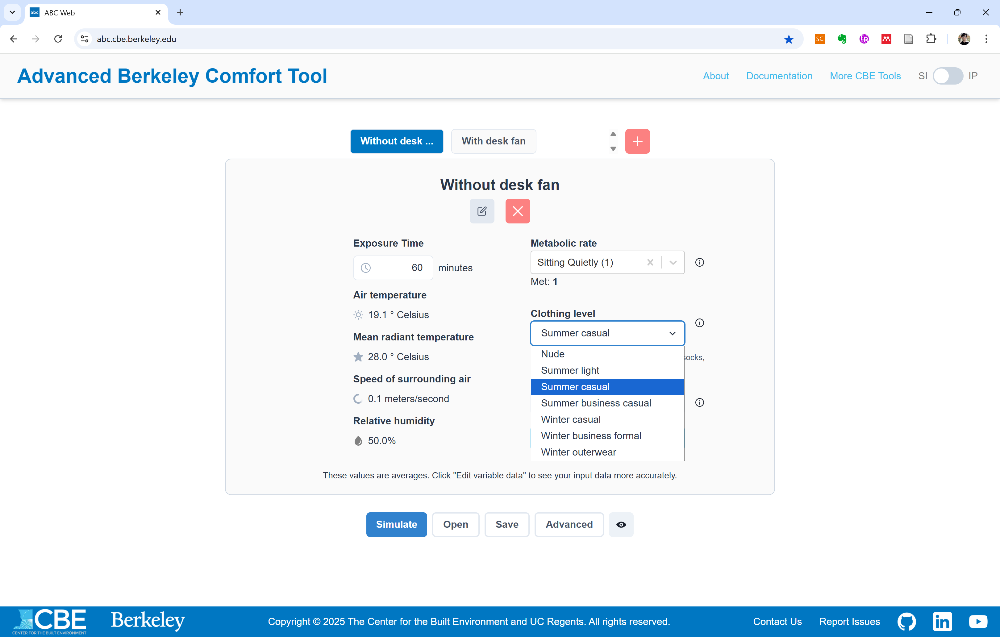 abc ABC Web
abc.cbe.berkeley.edu
SC
Advanced Berkeley Comfort Tool
About Documentation More CBE Tools SI IP
Without desk ... With desk fan
Without desk fan
Exposure Time
60 minutes
Air temperature
19.1 ° Celsius
Mean radiant temperature
28.0 ° Celsius
Speed of surrounding air
0.1 meters/second
Relative humidity
50.0%
Metabolic rate
Sitting Quietly (1)
Met: 1
Clothing level
Summer casual
Nude
socks,
Summer light
Summer casual
Summer business casual
Winter casual
Winter business formal
Winter outerwear
These values are averages. Click "Edit variable data" to see your input data more accurately.
Simulate Open Save Advanced
CBE
CENTER FOR THE BUILT ENVIRONMENT
Berkeley
Copyright © 2025 The Center for the Built Environment and UC Regents. All rights reserved.
Contact Us Report Issues
in